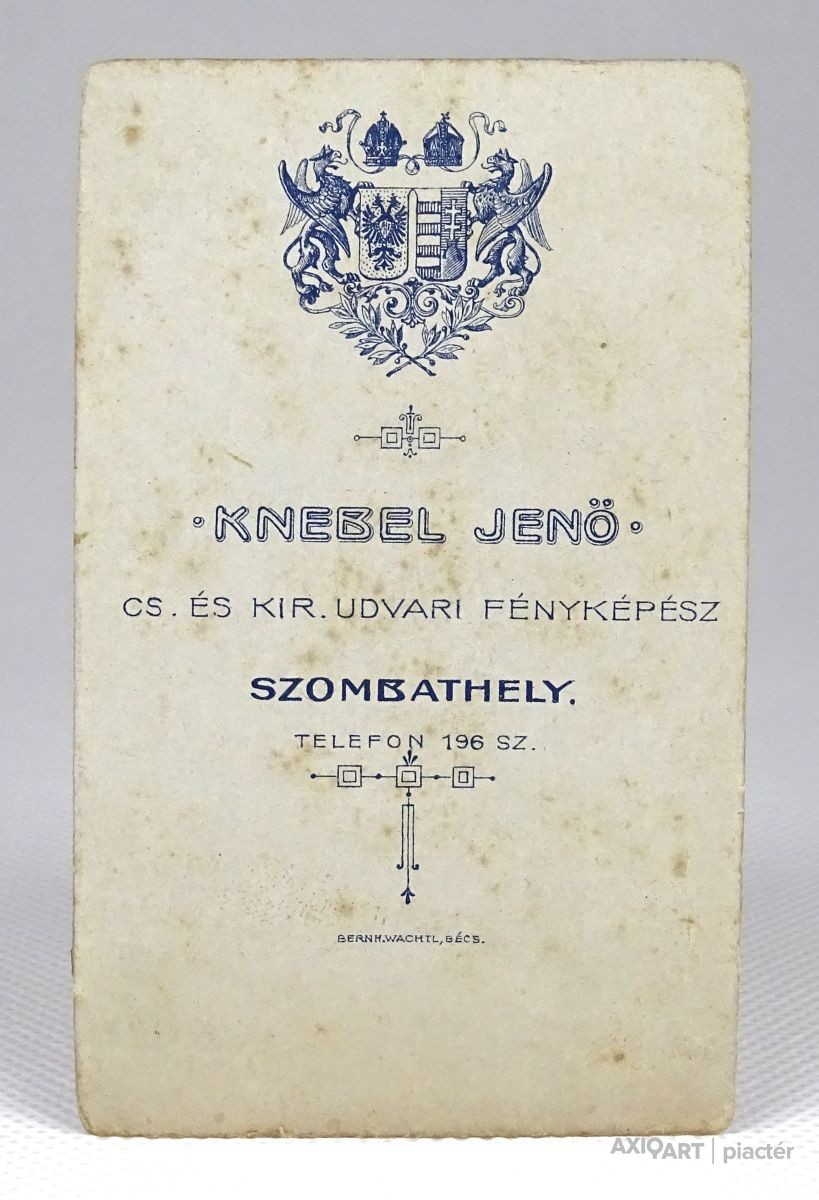 · KNEBEL JENÖ ·
CS. ÉS KIR. UDVARI FÉNYKÉPÉSZ
SZOMBATHELY.
TELEFON 196 SZ.
BERNH. WACHTL, BÉCS.
AXIOART | piactér